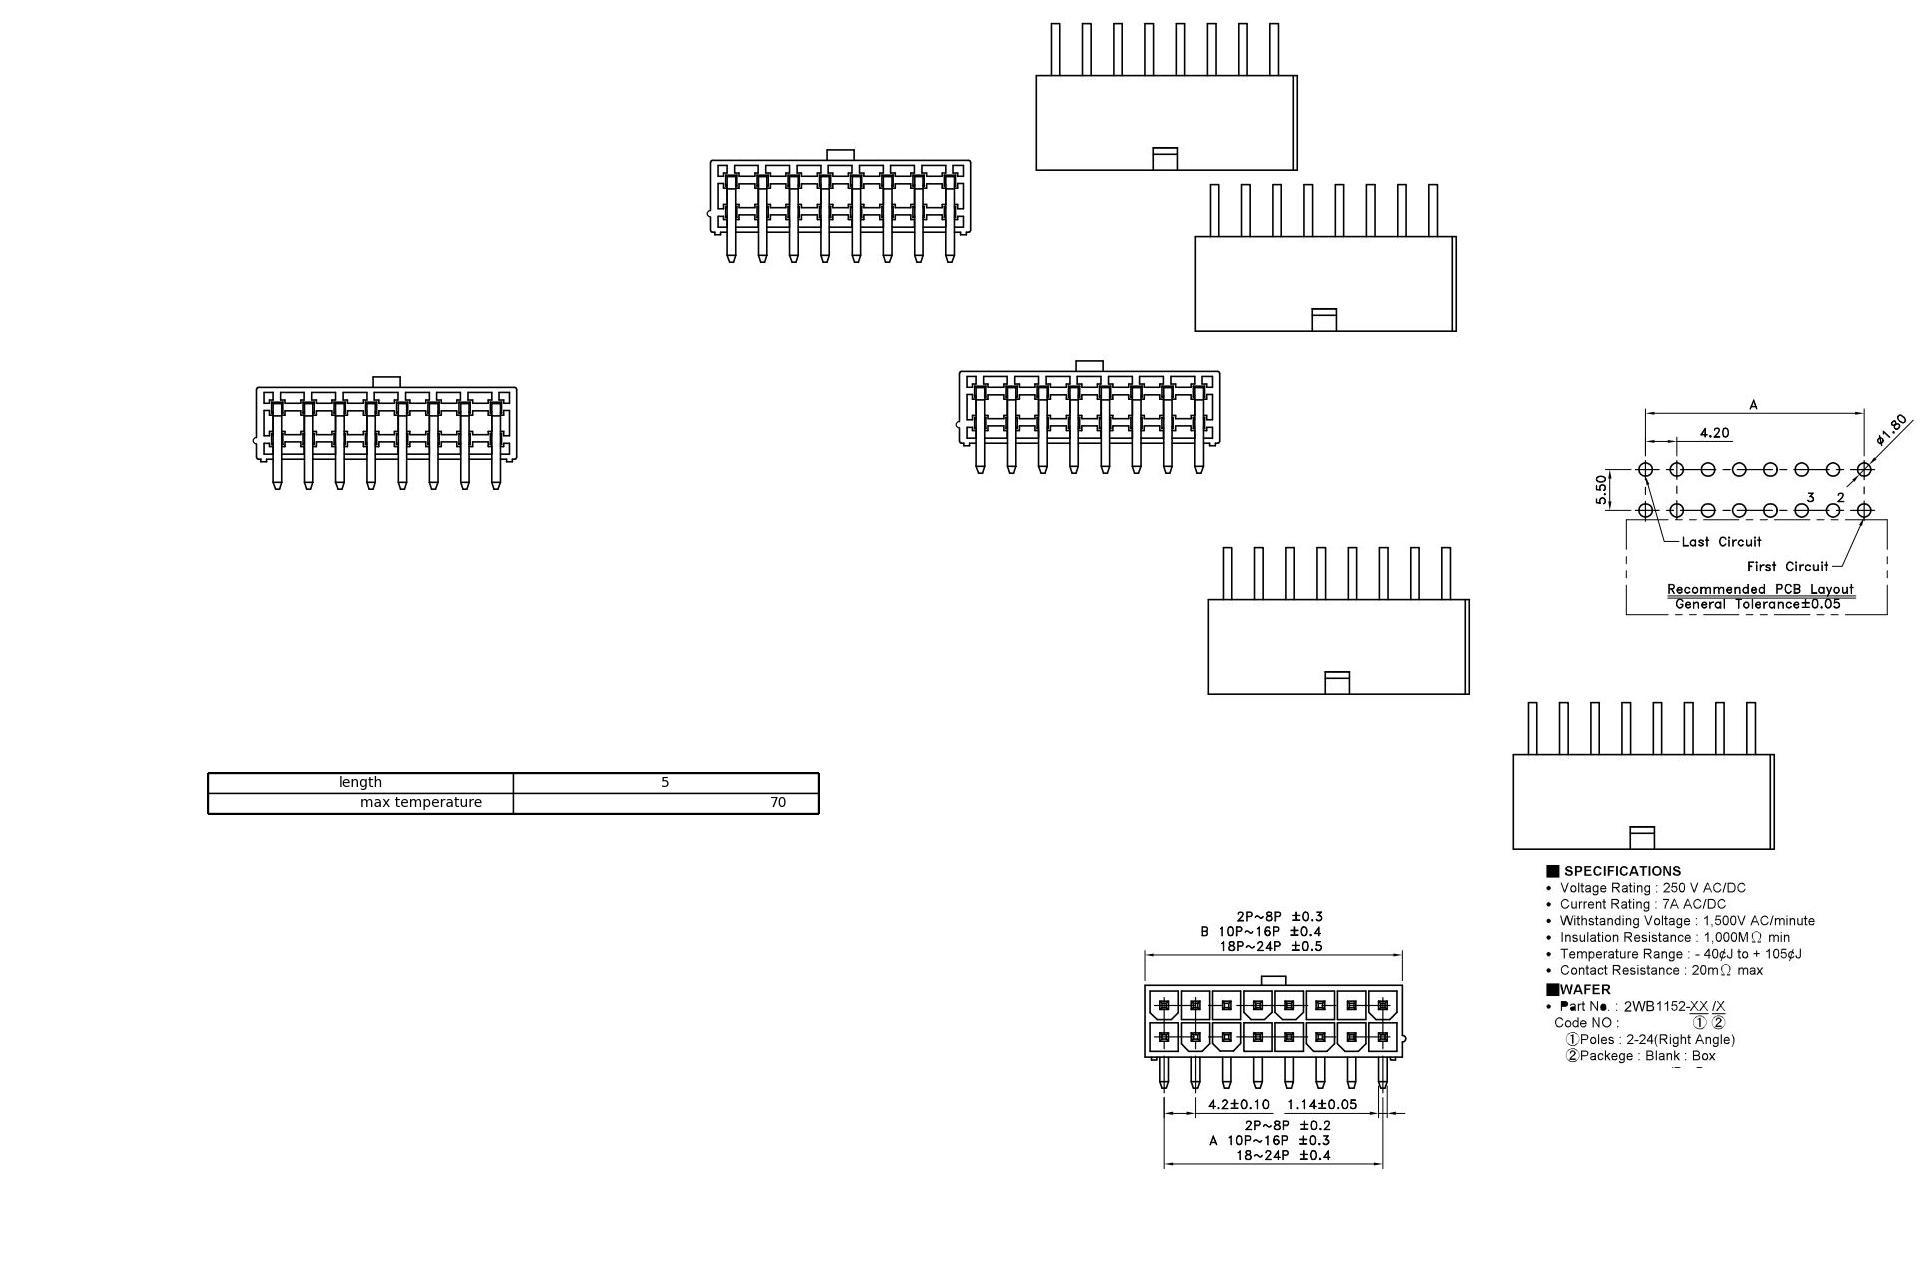 A
4.20
ø1.80
5.50
3 2
Last Circuit
First Circuit
Recommended PCB Layout
General Tolerance±0.05
length 5
max temperature 70
■ SPECIFICATIONS
• Voltage Rating : 250 V AC/DC
• Current Rating : 7A AC/DC
• Withstanding Voltage : 1,500V AC/minute
• Insulation Resistance : 1,000MΩ min
• Temperature Range : - 40¢J to + 105¢J
• Contact Resistance : 20mΩ max
■WAFER
• Part No. : 2WB1152-XX /X
Code NO : ① ②
①Poles : 2-24(Right Angle)
②Packege : Blank : Box
2P~8P ±0.3
B 10P~16P ±0.4
18P~24P ±0.5
4.2±0.10 1.14±0.05
2P~8P ±0.2
A 10P~16P ±0.3
18~24P ±0.4